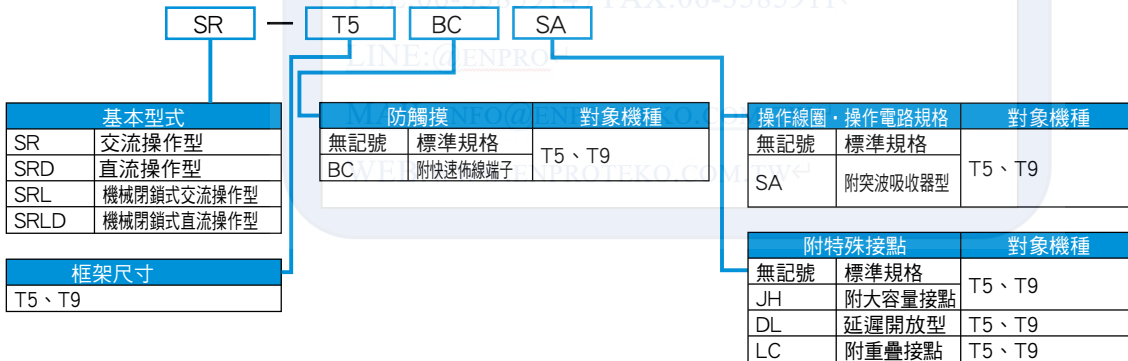 SR — T5 BC SA
基本型式
SR 交流操作型
SRD 直流操作型
SRL 機械閉鎖式交流操作型
SRLD 機械閉鎖式直流操作型
框架尺寸
T5、T9
防觸摸 對象機種
無記號 標準規格 T5、T9
BC 附快速佈線端子
操作線圈・操作電路規格 對象機種
無記號 標準規格 T5、T9
SA 附突波吸收器型
附特殊接點 對象機種
無記號 標準規格 T5、T9
JH 附大容量接點
DL 延遲開放型 T5、T9
LC 附重疊接點 T5、T9
LINE:@ENPRO